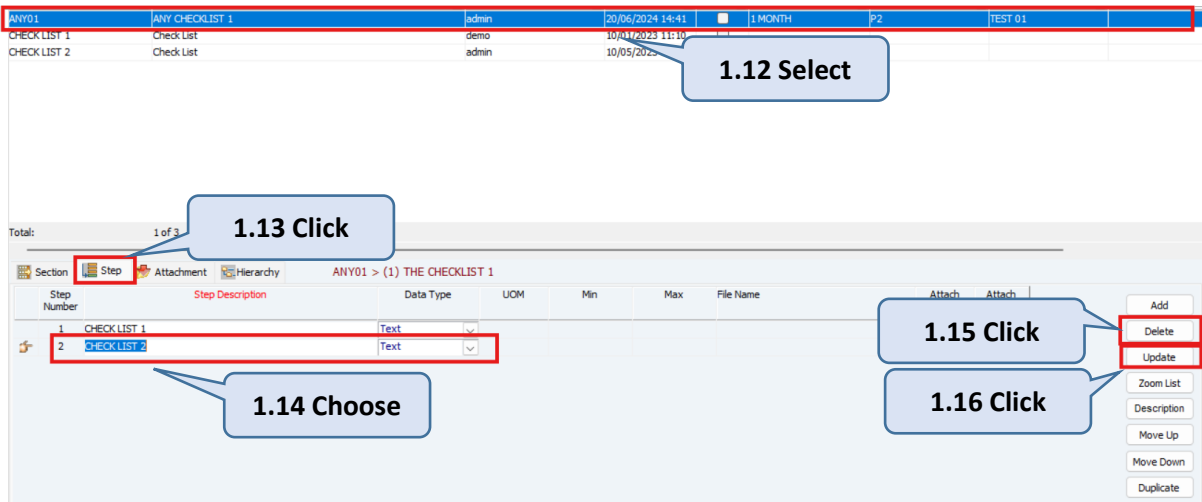 ANY01 ANY CHECKLIST 1 admin 20/06/2024 14:41 1 MONTH P2 TEST 01
CHECK LIST 1 Check List demo 10/01/2023 11:10
CHECK LIST 2 Check List admin 10/05/2023
1.12 Select
Total: 1 of 3
1.13 Click
Section Step Attachment Hierarchy ANY01 > (1) THE CHECKLIST 1
Step Number Step Description Data Type UOM Min Max File Name Attach Attach
1 CHECK LIST 1 Text
2 CHECK LIST 2 Text
1.14 Choose
1.15 Click
1.16 Click
Add
Delete
Update
Zoom List
Description
Move Up
Move Down
Duplicate